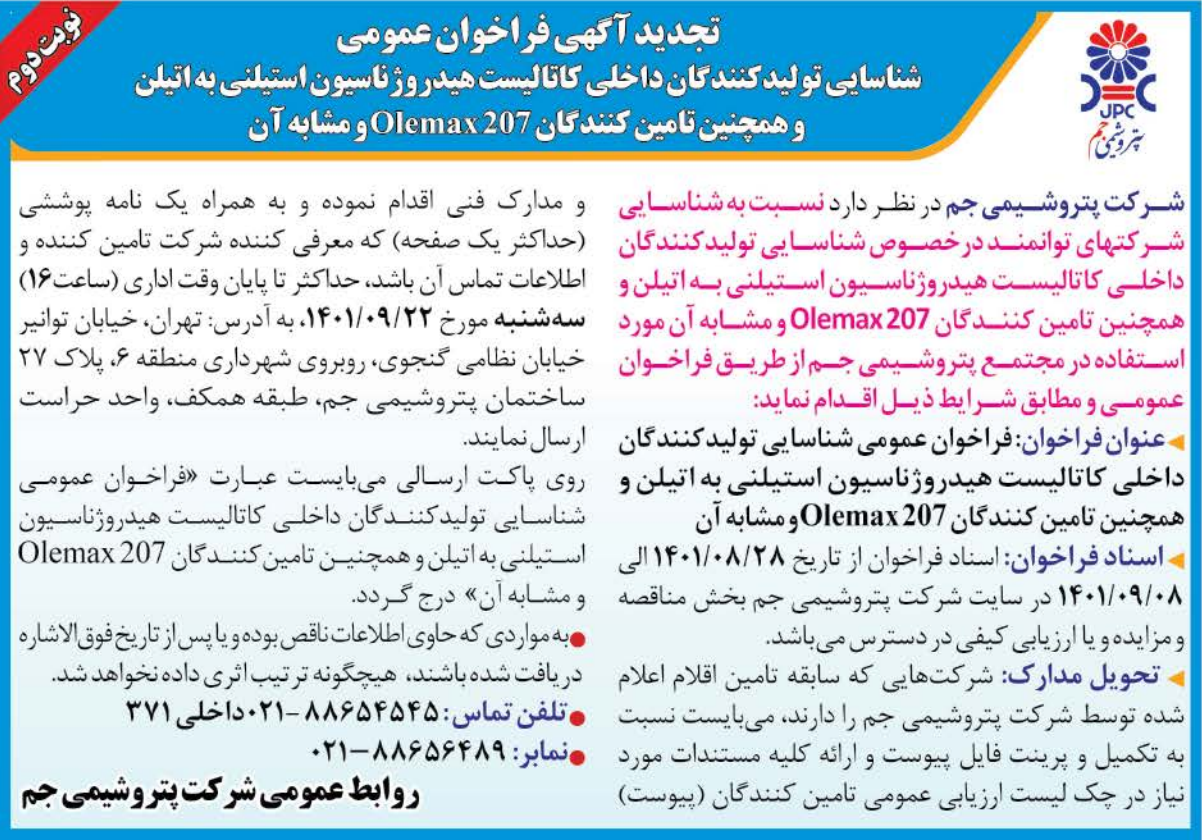 نوبت دوم
تجدید آگهی فراخوان عمومی
شناسایی تولیدکنندگان داخلی کاتالیست هیدروژناسیون استیلنی به اتیلن
و همچنین تامین کنندگان Olemax 207 و مشابه آن
JPC
پتروشیمی جم
شرکت پتروشیمی جم در نظر دارد نسبت به شناسایی
شرکتهای توانمند در خصوص شناسایی تولیدکنندگان
داخلی کاتالیست هیدروژناسیون استیلنی به اتیلن و
همچنین تامین کنندگان Olemax 207 و مشابه آن مورد
استفاده در مجتمع پتروشیمی جم از طریق فراخوان
عمومی و مطابق شرایط ذیل اقدام نماید:
عنوان فراخوان: فراخوان عمومی شناسایی تولیدکنندگان
داخلی کاتالیست هیدروژناسیون استیلنی به اتیلن و
همچنین تامین کنندگان Olemax 207 و مشابه آن
اسناد فراخوان: اسناد فراخوان از تاریخ ۱۴۰۱/۰۸/۲۸ الی
۱۴۰۱/۰۹/۰۸ در سایت شرکت پتروشیمی جم بخش مناقصه
و مزایده و یا ارزیابی کیفی در دسترس می‌باشد.
تحویل مدارک: شرکت‌هایی که سابقه تامین اقلام اعلام
شده توسط شرکت پتروشیمی جم را دارند، می‌بایست نسبت
به تکمیل و پرینت فایل پیوست و ارائه کلیه مستندات مورد
نیاز در چک لیست ارزیابی عمومی تامین کنندگان (پیوست)
و مدارک فنی اقدام نموده و به همراه یک نامه پوششی
(حداکثر یک صفحه) که معرفی کننده شرکت تامین کننده و
اطلاعات تماس آن باشد، حداکثر تا پایان وقت اداری (ساعت ۱۶)
سه‌شنبه مورخ ۱۴۰۱/۰۹/۲۲، به آدرس: تهران، خیابان توانیر
خیابان نظامی گنجوی، روبروی شهرداری منطقه ۶، پلاک ۲۷
ساختمان پتروشیمی جم، طبقه همکف، واحد حراست
ارسال نمایند.
روی پاکت ارسالی می‌بایست عبارت «فراخوان عمومی
شناسایی تولیدکنندگان داخلی کاتالیست هیدروژناسیون
استیلنی به اتیلن و همچنین تامین کنندگان Olemax 207
و مشابه آن» درج گردد.
به مواردی که حاوی اطلاعات ناقص بوده و یا پس از تاریخ فوق‌الاشاره
دریافت شده باشند، هیچگونه ترتیب اثری داده نخواهد شد.
تلفن تماس: ۸۸۶۵۴۵۴۵–۰۲۱ داخلی ۳۷۱
نمابر: ۸۸۶۵۶۴۸۹–۰۲۱
روابط عمومی شرکت پتروشیمی جم